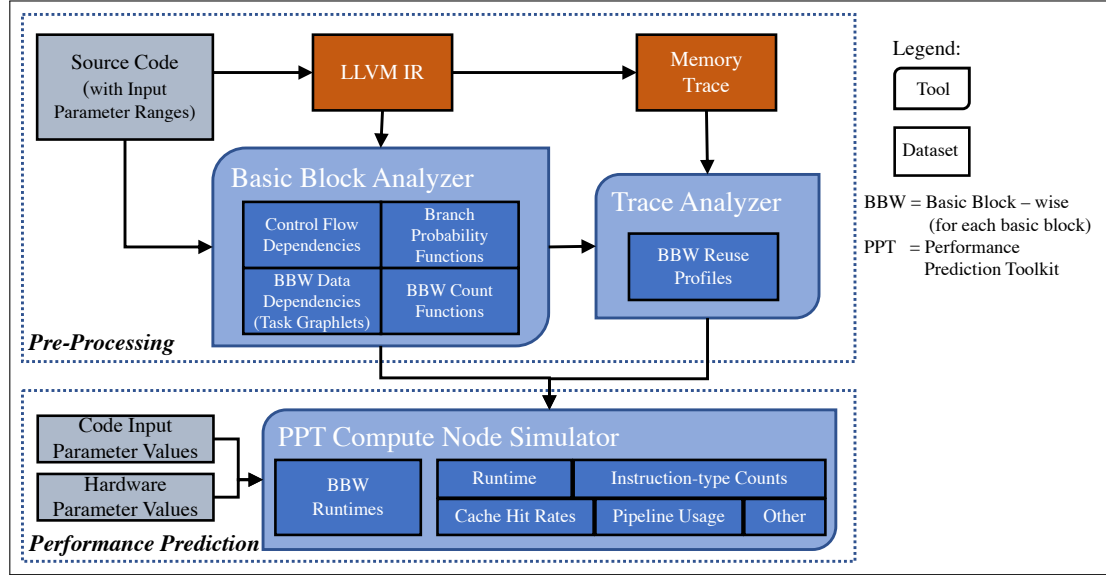 Source Code
(with Input
Parameter Ranges)
LLVM IR
Memory
Trace
Legend:
Tool
Dataset
BBW = Basic Block – wise
(for each basic block)
PPT = Performance
Prediction Toolkit
Basic Block Analyzer
Control Flow
Dependencies
Branch
Probability
Functions
BBW Data
Dependencies
(Task Graphlets)
BBW Count
Functions
Trace Analyzer
BBW Reuse
Profiles
Pre-Processing
Code Input
Parameter Values
Hardware
Parameter Values
PPT Compute Node Simulator
BBW
Runtimes
Runtime
Instruction-type Counts
Cache Hit Rates
Pipeline Usage
Other
Performance Prediction